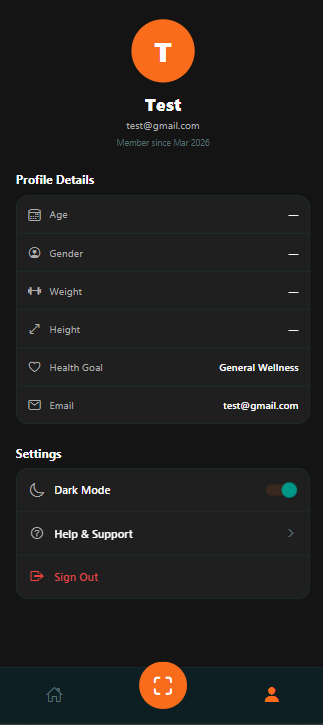 T
Test
test@gmail.com
Member since Mar 2026
Profile Details
Age —
Gender —
Weight —
Height —
Health Goal General Wellness
Email test@gmail.com
Settings
Dark Mode
Help & Support
Sign Out